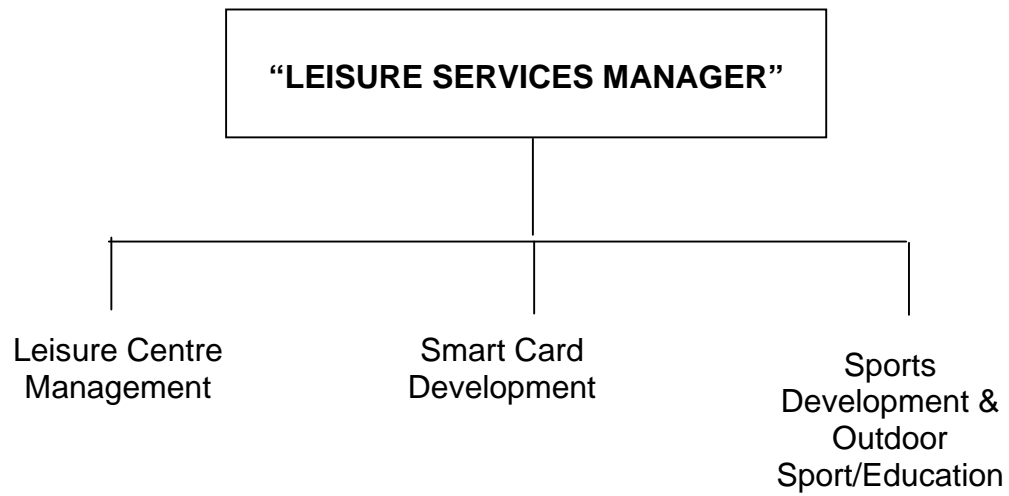 “LEISURE SERVICES MANAGER”
Leisure Centre
Management
Smart Card
Development
Sports
Development &
Outdoor
Sport/Education